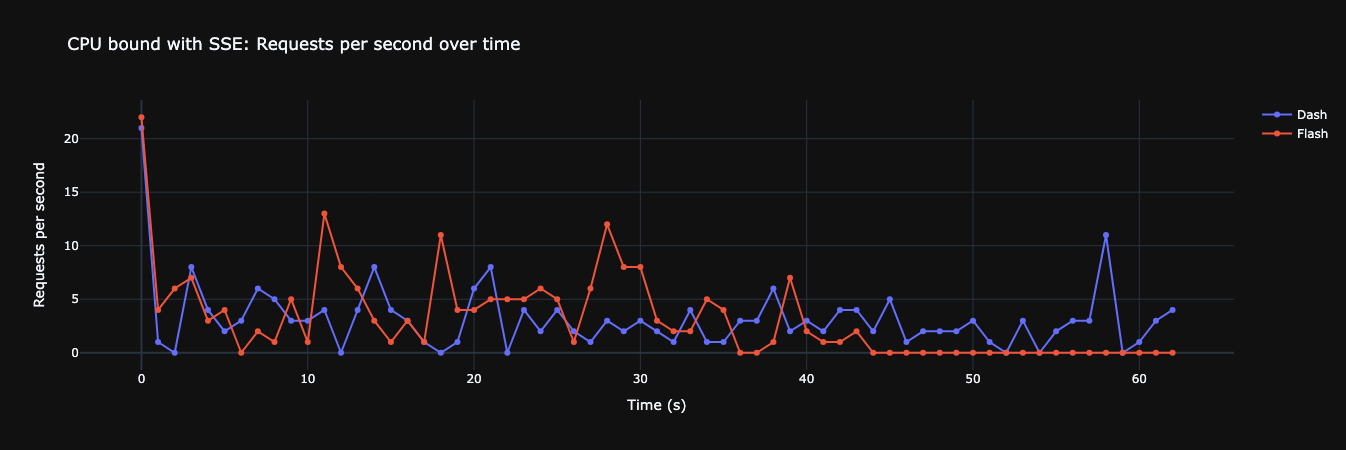 CPU bound with SSE: Requests per second over time
Dash
Flash
Requests per second
20
15
10
5
0
0 10 20 30 40 50 60
Time (s)